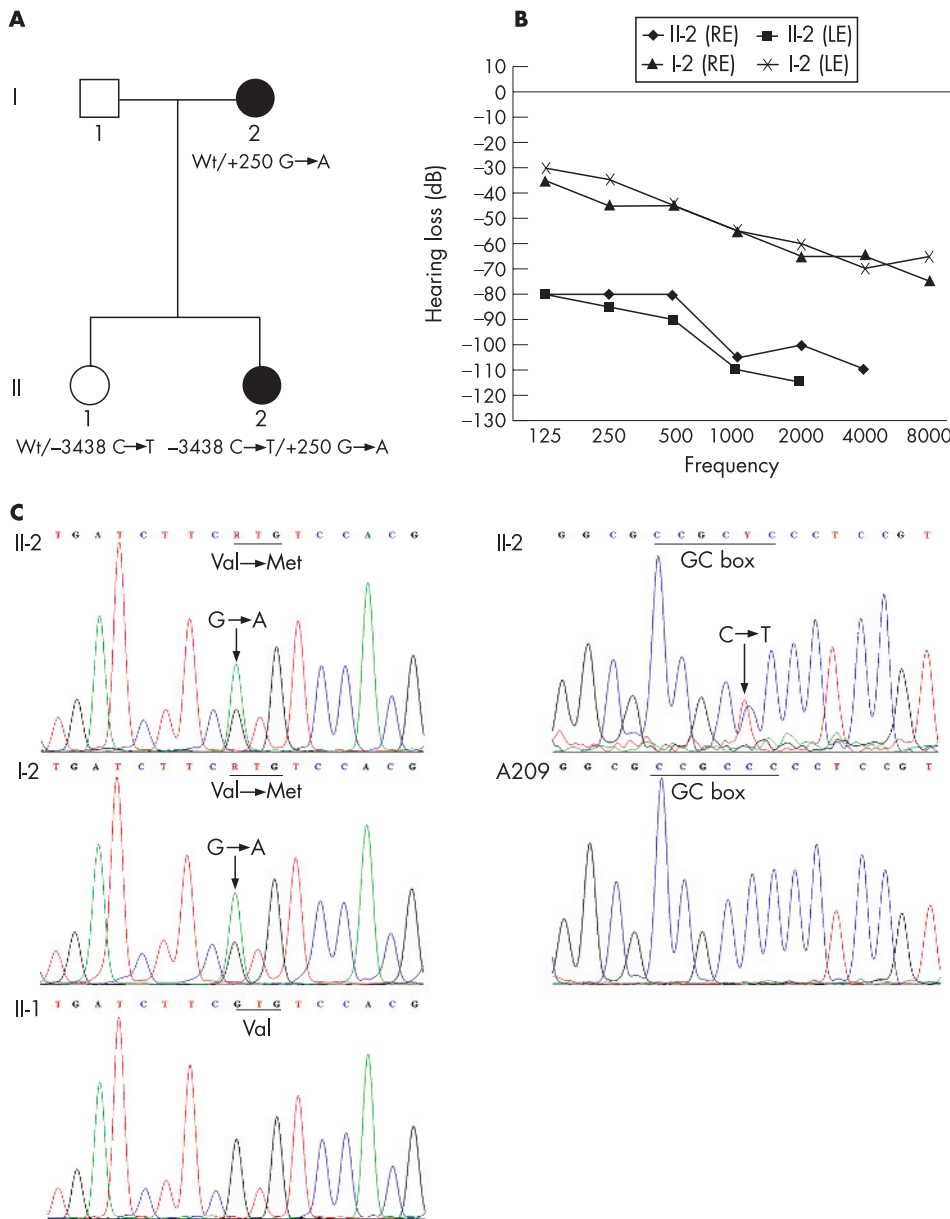 A
I
1
2
Wt/+250 G→A
II
1
2
Wt/–3438 C→T –3438 C→T/+250 G→A
B
II-2 (RE) II-2 (LE)
I-2 (RE) I-2 (LE)
Hearing loss (dB)
10
0
–10
–20
–30
–40
–50
–60
–70
–80
–90
–100
–110
–120
–130
125 250 500 1000 2000 4000 8000
Frequency
C
II-2 T G A T C T T C R T G T C C A C G
Val→Met
G→A
I-2 T G A T C T T C R T G T C C A C G
Val→Met
G→A
II-1 T G A T C T T C G T G T C C A C G
Val
II-2 G G C G C C G C Y C C C T C C G T
GC box
C→T
A209 G G C G C C G C C C C C T C C G T
GC box